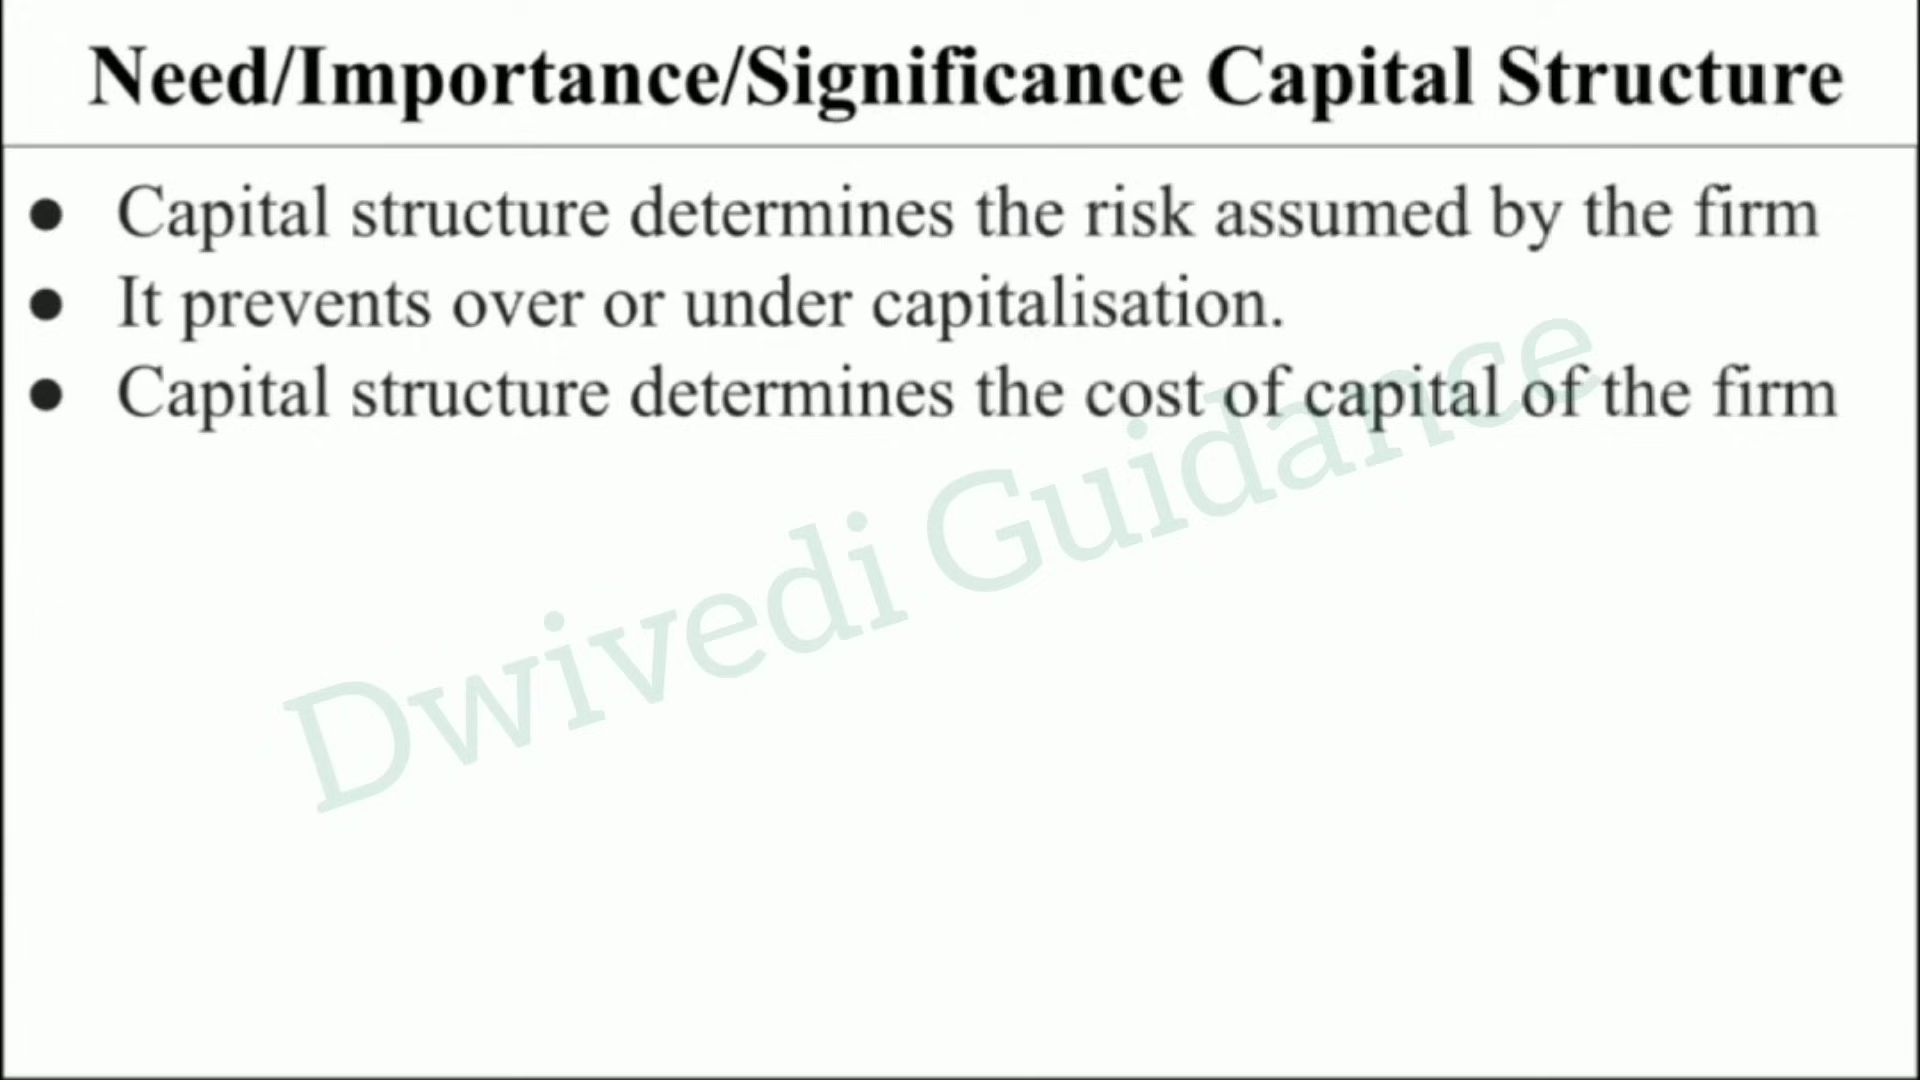 Need/Importance/Significance Capital Structure
● Capital structure determines the risk assumed by the firm
● It prevents over or under capitalisation.
● Capital structure determines the cost of capital of the firm
Dwivedi Guidance